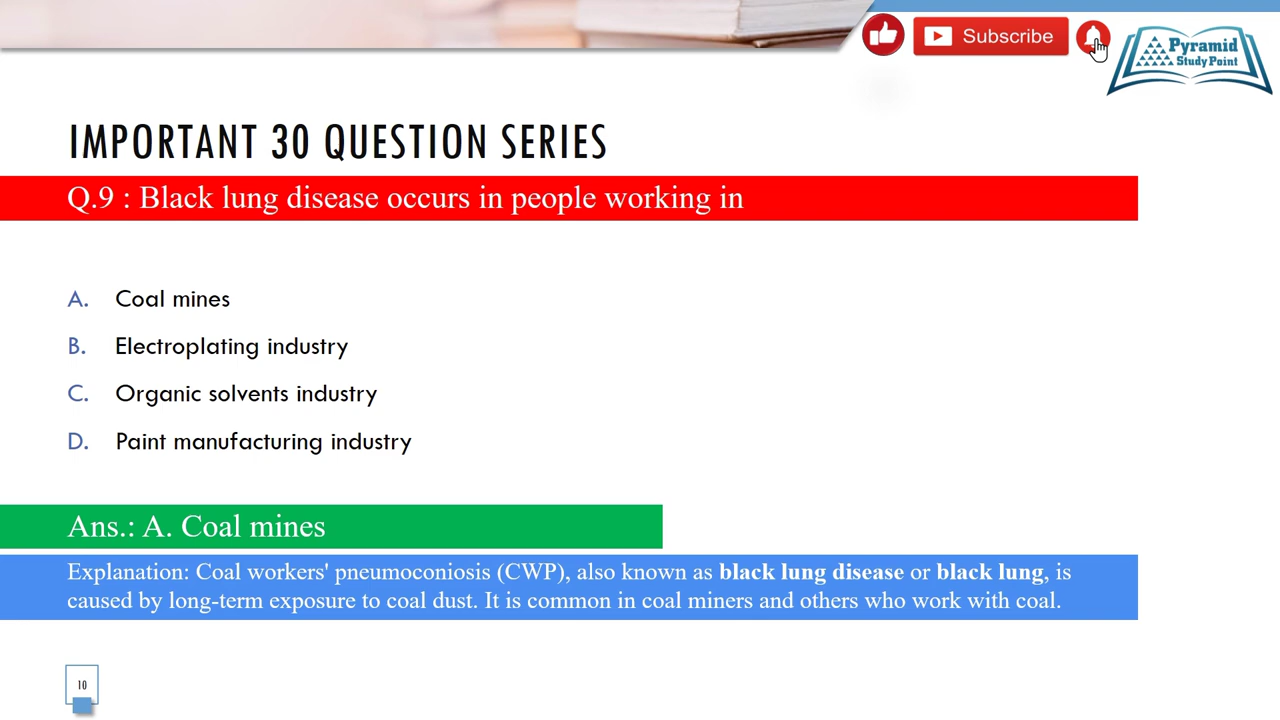 Subscribe
Pyramid
Study Point
IMPORTANT 30 QUESTION SERIES
Q.9 : Black lung disease occurs in people working in
A. Coal mines
B. Electroplating industry
C. Organic solvents industry
D. Paint manufacturing industry
Ans.: A. Coal mines
Explanation: Coal workers' pneumoconiosis (CWP), also known as black lung disease or black lung, is
caused by long-term exposure to coal dust. It is common in coal miners and others who work with coal.
10